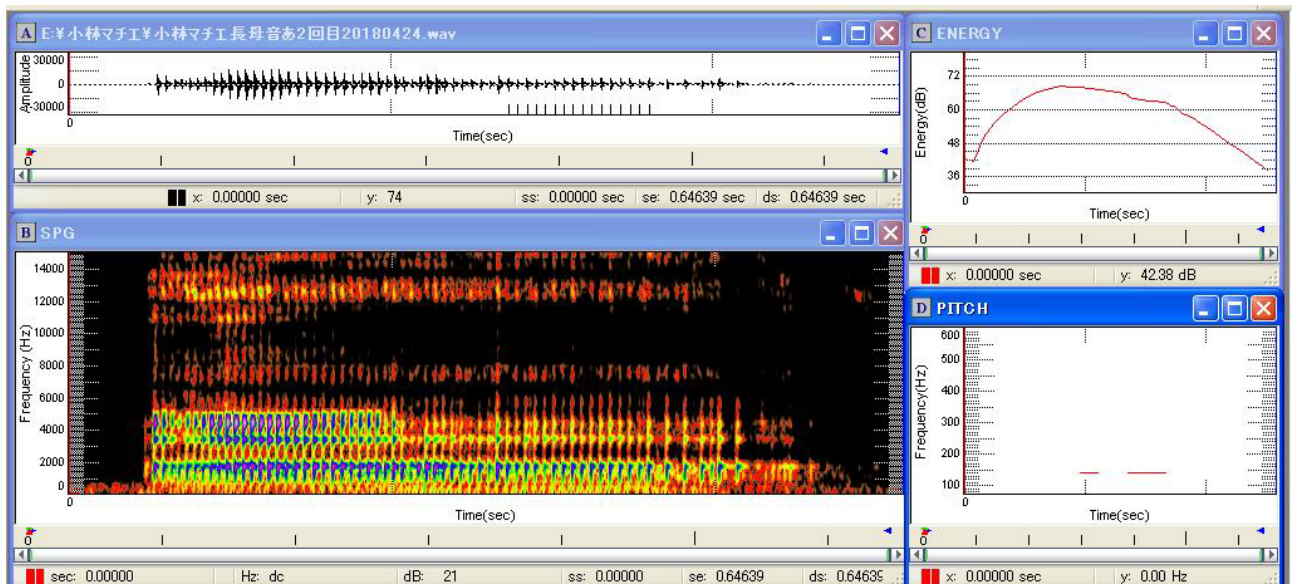 A E:¥小林マチエ¥小林マチエ長母音あ2回目20180424.wav
Amplitude
30000
0
-30000
0
Time(sec)
0
x: 0.00000 sec y: 74 ss: 0.00000 sec se: 0.64639 sec ds: 0.64639 sec
B SPG
Frequency (Hz)
14000
12000
10000
8000
6000
4000
2000
0
0
Time(sec)
0
sec: 0.00000 Hz: dc dB: 21 ss: 0.00000 se: 0.64639 ds: 0.64639
C ENERGY
Energy(dB)
72
60
48
36
0
Time(sec)
0
x: 0.00000 sec y: 42.38 dB
D PITCH
Frequency(Hz)
600
500
400
300
200
100
0
Time(sec)
0
x: 0.00000 sec y: 0.00 Hz